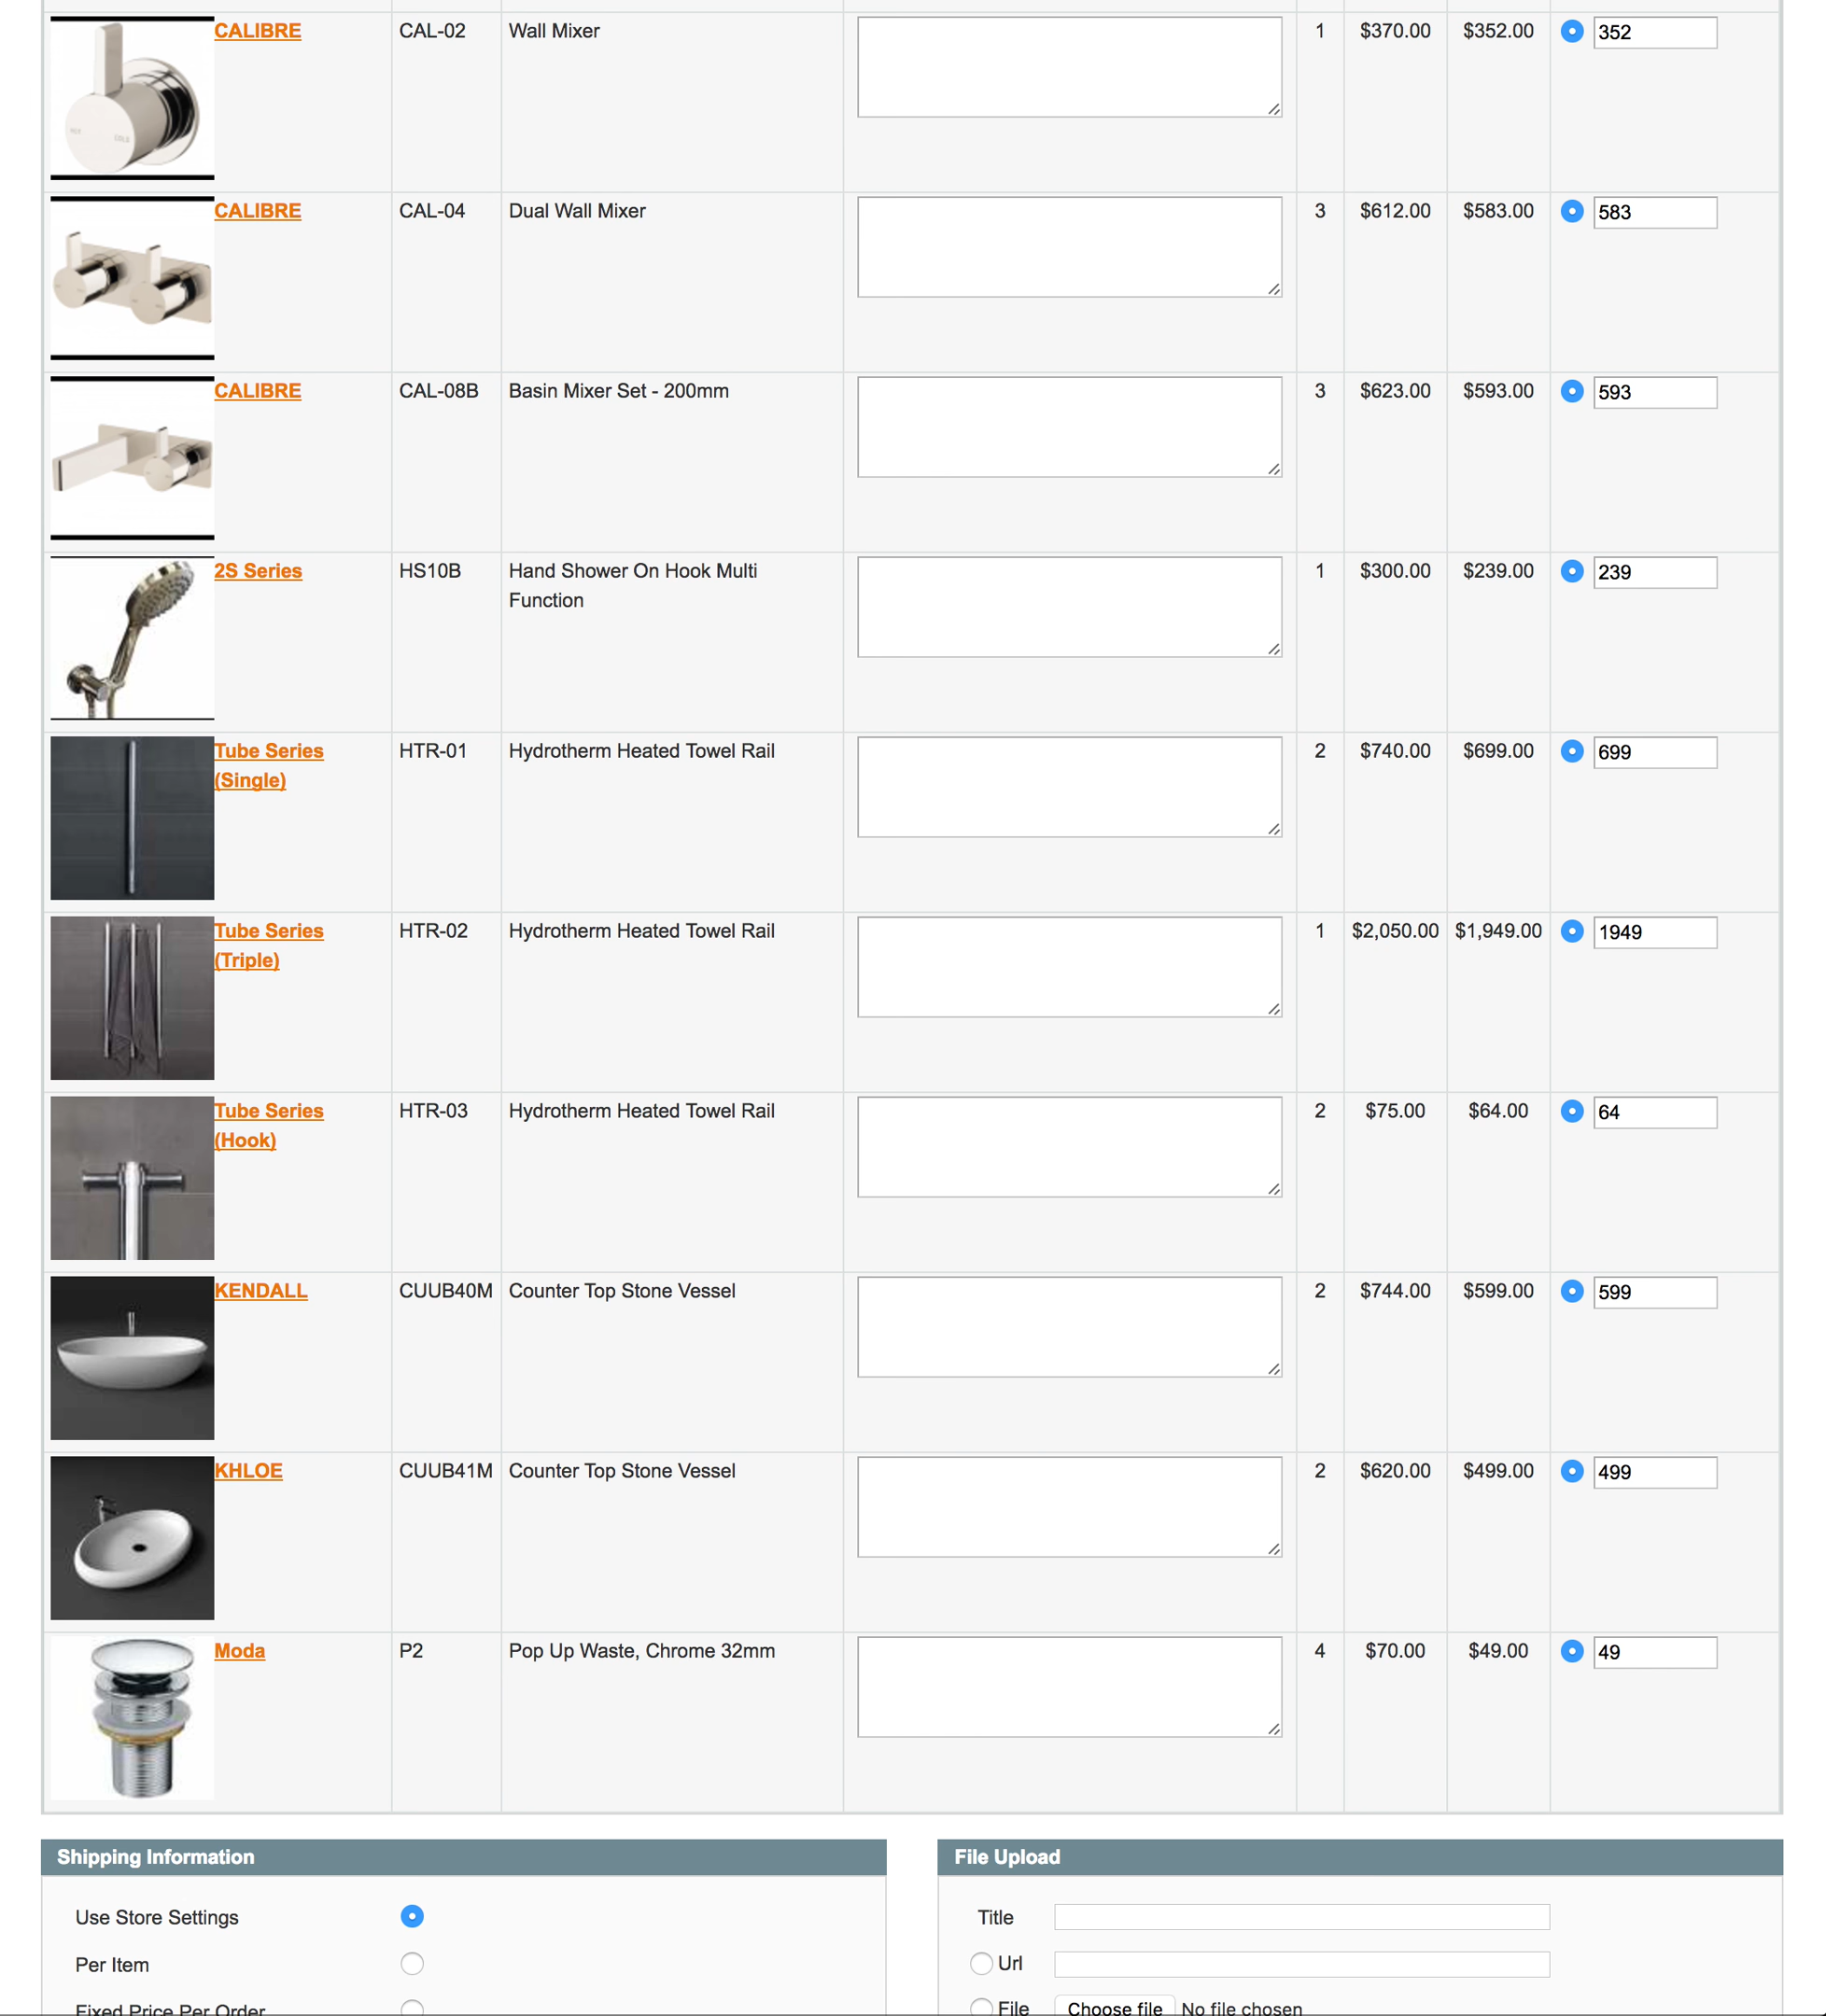 CALIBRE CAL-02 Wall Mixer 1 $370.00 $352.00 352
CALIBRE CAL-04 Dual Wall Mixer 3 $612.00 $583.00 583
CALIBRE CAL-08B Basin Mixer Set - 200mm 3 $623.00 $593.00 593
2S Series HS10B Hand Shower On Hook Multi 1 $300.00 $239.00 239
Function
Tube Series HTR-01 Hydrotherm Heated Towel Rail 2 $740.00 $699.00 699
(Single)
Tube Series HTR-02 Hydrotherm Heated Towel Rail 1 $2,050.00 $1,949.00 1949
(Triple)
Tube Series HTR-03 Hydrotherm Heated Towel Rail 2 $75.00 $64.00 64
(Hook)
KENDALL CUUB40M Counter Top Stone Vessel 2 $744.00 $599.00 599
KHLOE CUUB41M Counter Top Stone Vessel 2 $620.00 $499.00 499
Moda P2 Pop Up Waste, Chrome 32mm 4 $70.00 $49.00 49
Shipping Information
Use Store Settings
Per Item
Fixed Price Per Order
File Upload
Title
Url
File Choose file No file chosen